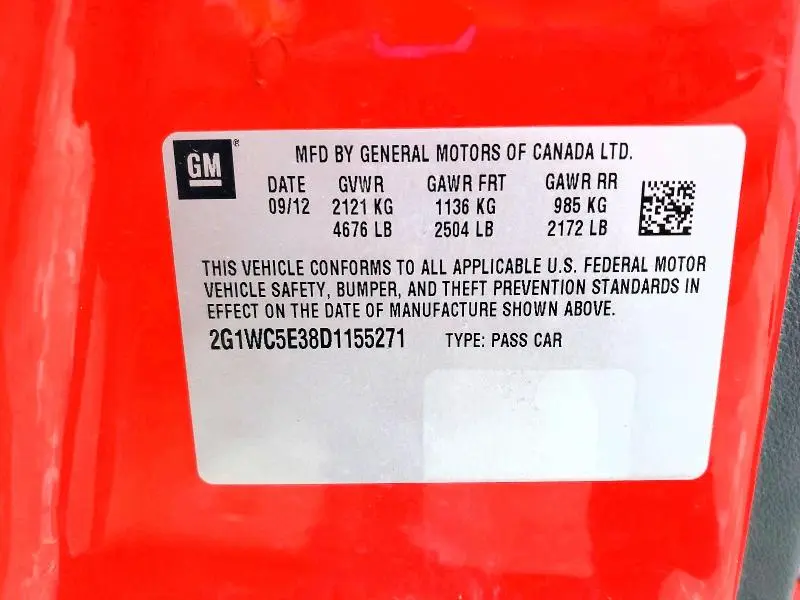 GM®
MFD BY GENERAL MOTORS OF CANADA LTD.
DATE GVWR GAWR FRT GAWR RR
09/12 2121 KG 1136 KG 985 KG
4676 LB 2504 LB 2172 LB
THIS VEHICLE CONFORMS TO ALL APPLICABLE U.S. FEDERAL MOTOR
VEHICLE SAFETY, BUMPER, AND THEFT PREVENTION STANDARDS IN
EFFECT ON THE DATE OF MANUFACTURE SHOWN ABOVE.
2G1WC5E38D1155271 TYPE: PASS CAR